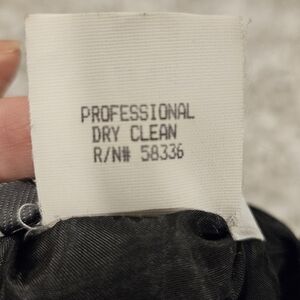 PROFESSIONAL
DRY CLEAN
R/N# 58336